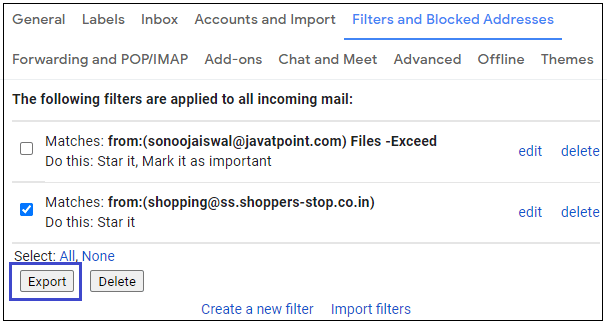 General Labels Inbox Accounts and Import Filters and Blocked Addresses
Forwarding and POP/IMAP Add-ons Chat and Meet Advanced Offline Themes
The following filters are applied to all incoming mail:
Matches: from:(sonoojaiswal@javatpoint.com) Files -Exceed
Do this: Star it, Mark it as important
edit delete
Matches: from:(shopping@ss.shoppers-stop.co.in)
Do this: Star it
edit delete
Select: All, None
Export Delete
Create a new filter Import filters